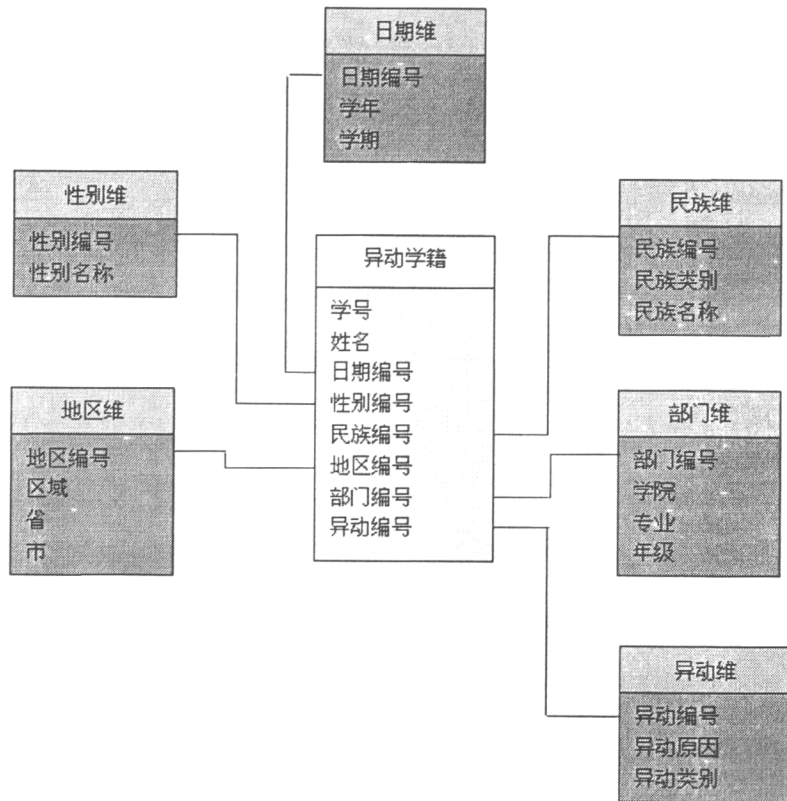 日期维
日期编号
学年
学期
性别维
性别编号
性别名称
民族维
民族编号
民族类别
民族名称
异动学籍
学号
姓名
日期编号
性别编号
民族编号
地区编号
部门编号
异动编号
地区维
地区编号
区域
省
市
部门维
部门编号
学院
专业
年级
异动维
异动编号
异动原因
异动类别